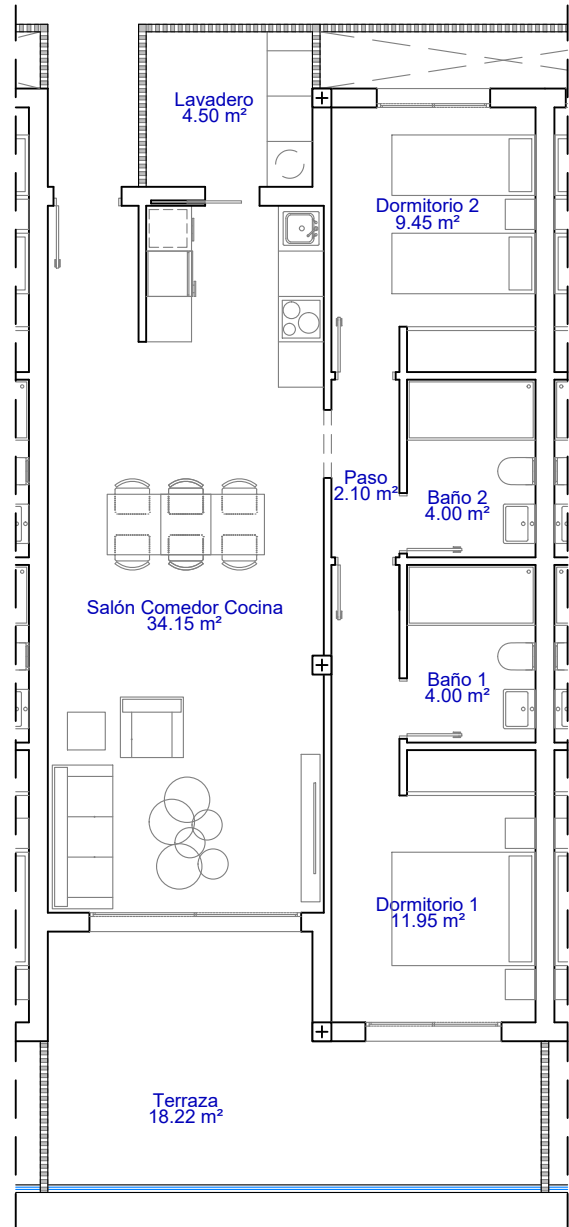 Lavadero
4.50 m²
Dormitorio 2
9.45 m²
Paso
2.10 m²
Baño 2
4.00 m²
Salón Comedor Cocina
34.15 m²
Baño 1
4.00 m²
Dormitorio 1
11.95 m²
Terraza
18.22 m²